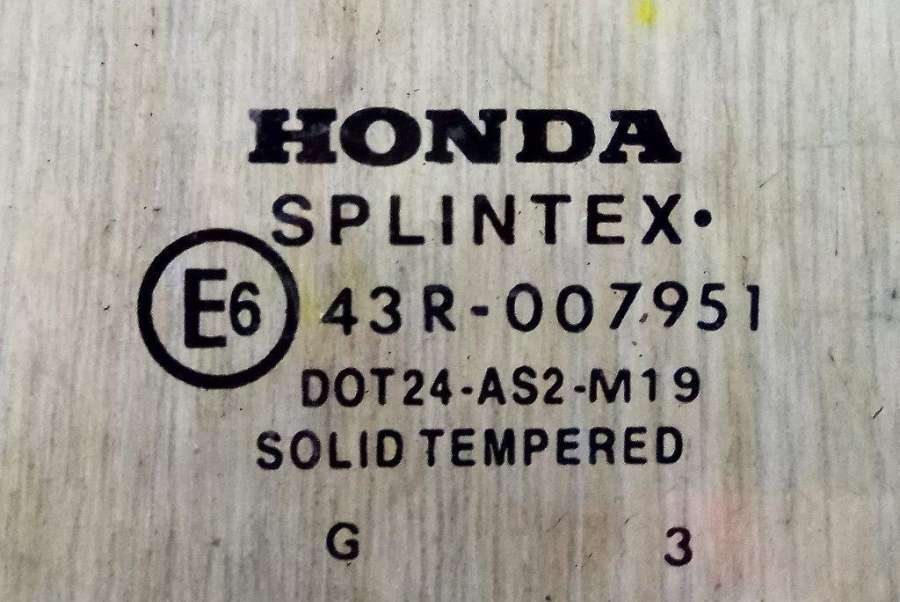 HONDA
SPLINTEX•
E6 43R-007951
DOT24-AS2-M19
SOLID TEMPERED
G 3